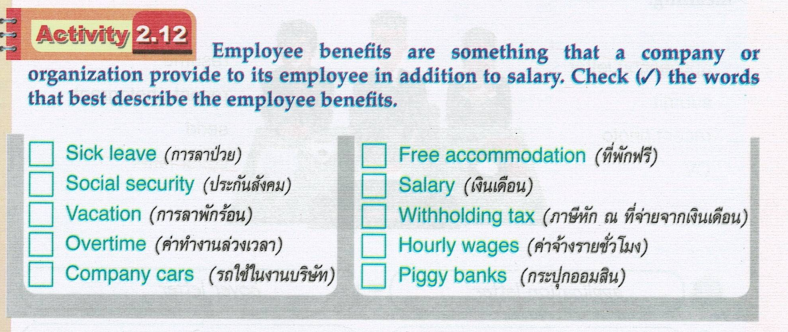 Activity 2.12
Employee benefits are something that a company or
organization provide to its employee in addition to salary. Check (✓) the words
that best describe the employee benefits.
Sick leave (การลาป่วย)
Social security (ประกันสังคม)
Vacation (การลาพักร้อน)
Overtime (ค่าทำงานล่วงเวลา)
Company cars (รถใช้ในงานบริษัท)
Free accommodation (ที่พักฟรี)
Salary (เงินเดือน)
Withholding tax (ภาษีหัก ณ ที่จ่ายจากเงินเดือน)
Hourly wages (ค่าจ้างรายชั่วโมง)
Piggy banks (กระปุกออมสิน)